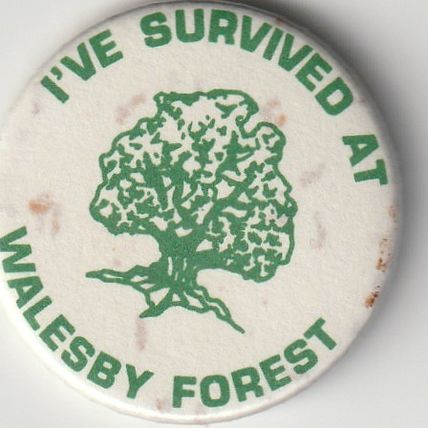 I'VE SURVIVED AT
WALESBY FOREST